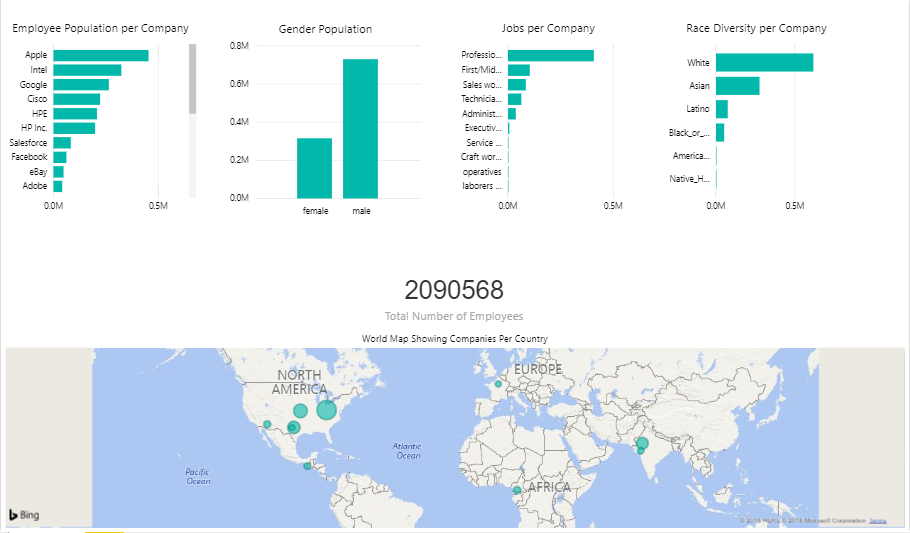 Employee Population per Company
Apple
Intel
Google
Cisco
HPE
HP Inc.
Salesforce
Facebook
eBay
Adobe
0.0M 0.5M
Gender Population
0.8M
0.6M
0.4M
0.2M
0.0M
female male
Jobs per Company
Professio...
First/Mid...
Sales wo...
Technicia...
Administ...
Executiv...
Service ...
Craft wor...
operatives
laborers ...
0.0M 0.5M
Race Diversity per Company
White
Asian
Latino
Black_or_...
America...
Native_H...
0.0M 0.5M
2090568
Total Number of Employees
World Map Showing Companies Per Country
NORTH
AMERICA
EUROPE
Atlantic
Ocean
Pacific
Ocean
AFRICA
Bing
Microsoft Corporation Terms